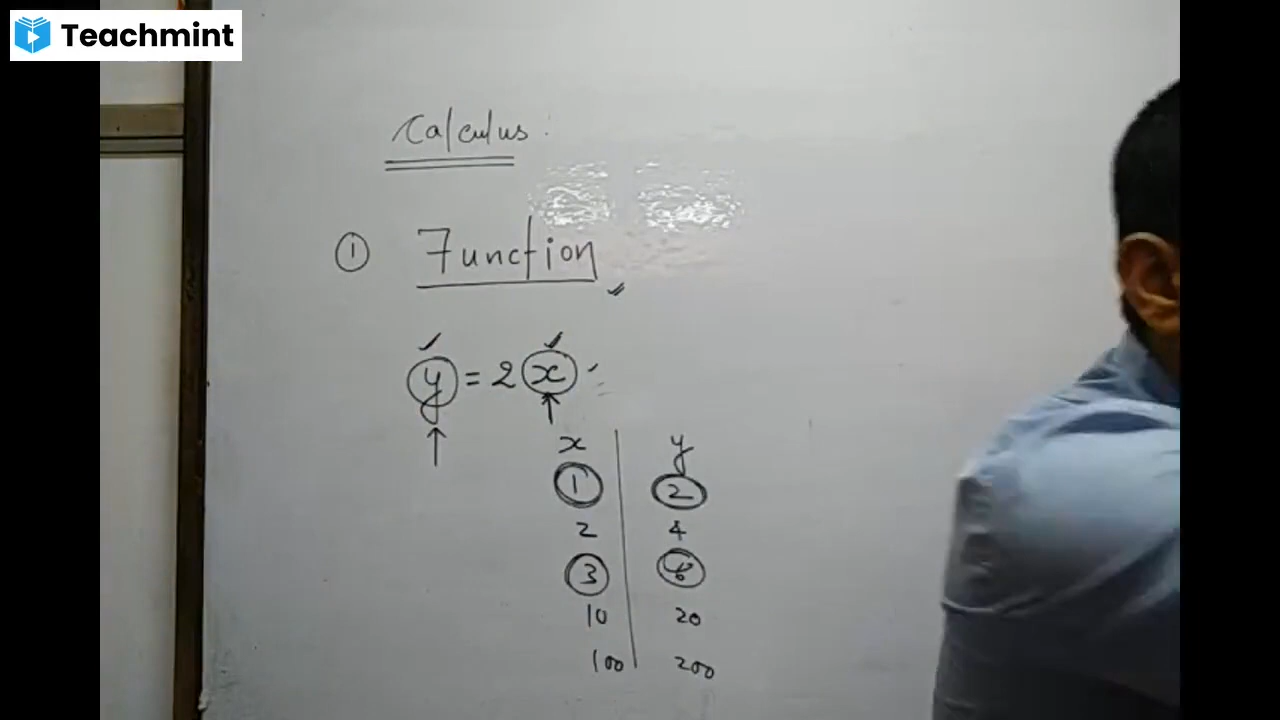 Teachmint
Calculus:
① Function
y = 2x
x y
1 2
2 4
3 6
10 20
100 200